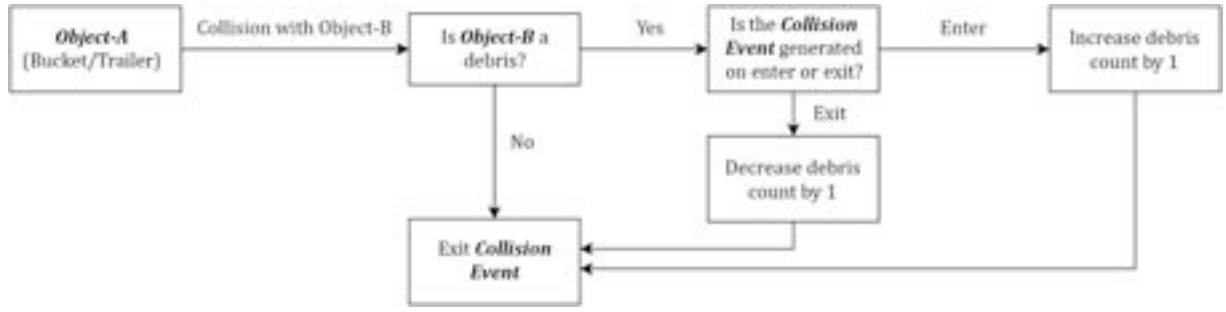 Object-A
(Bucket/Trailer)
Collision with Object-B
Is Object-B a
debris?
Yes
Is the Collision
Event generated
on enter or exit?
Enter
Increase debris
count by 1
No
Exit
Decrease debris
count by 1
Exit Collision
Event